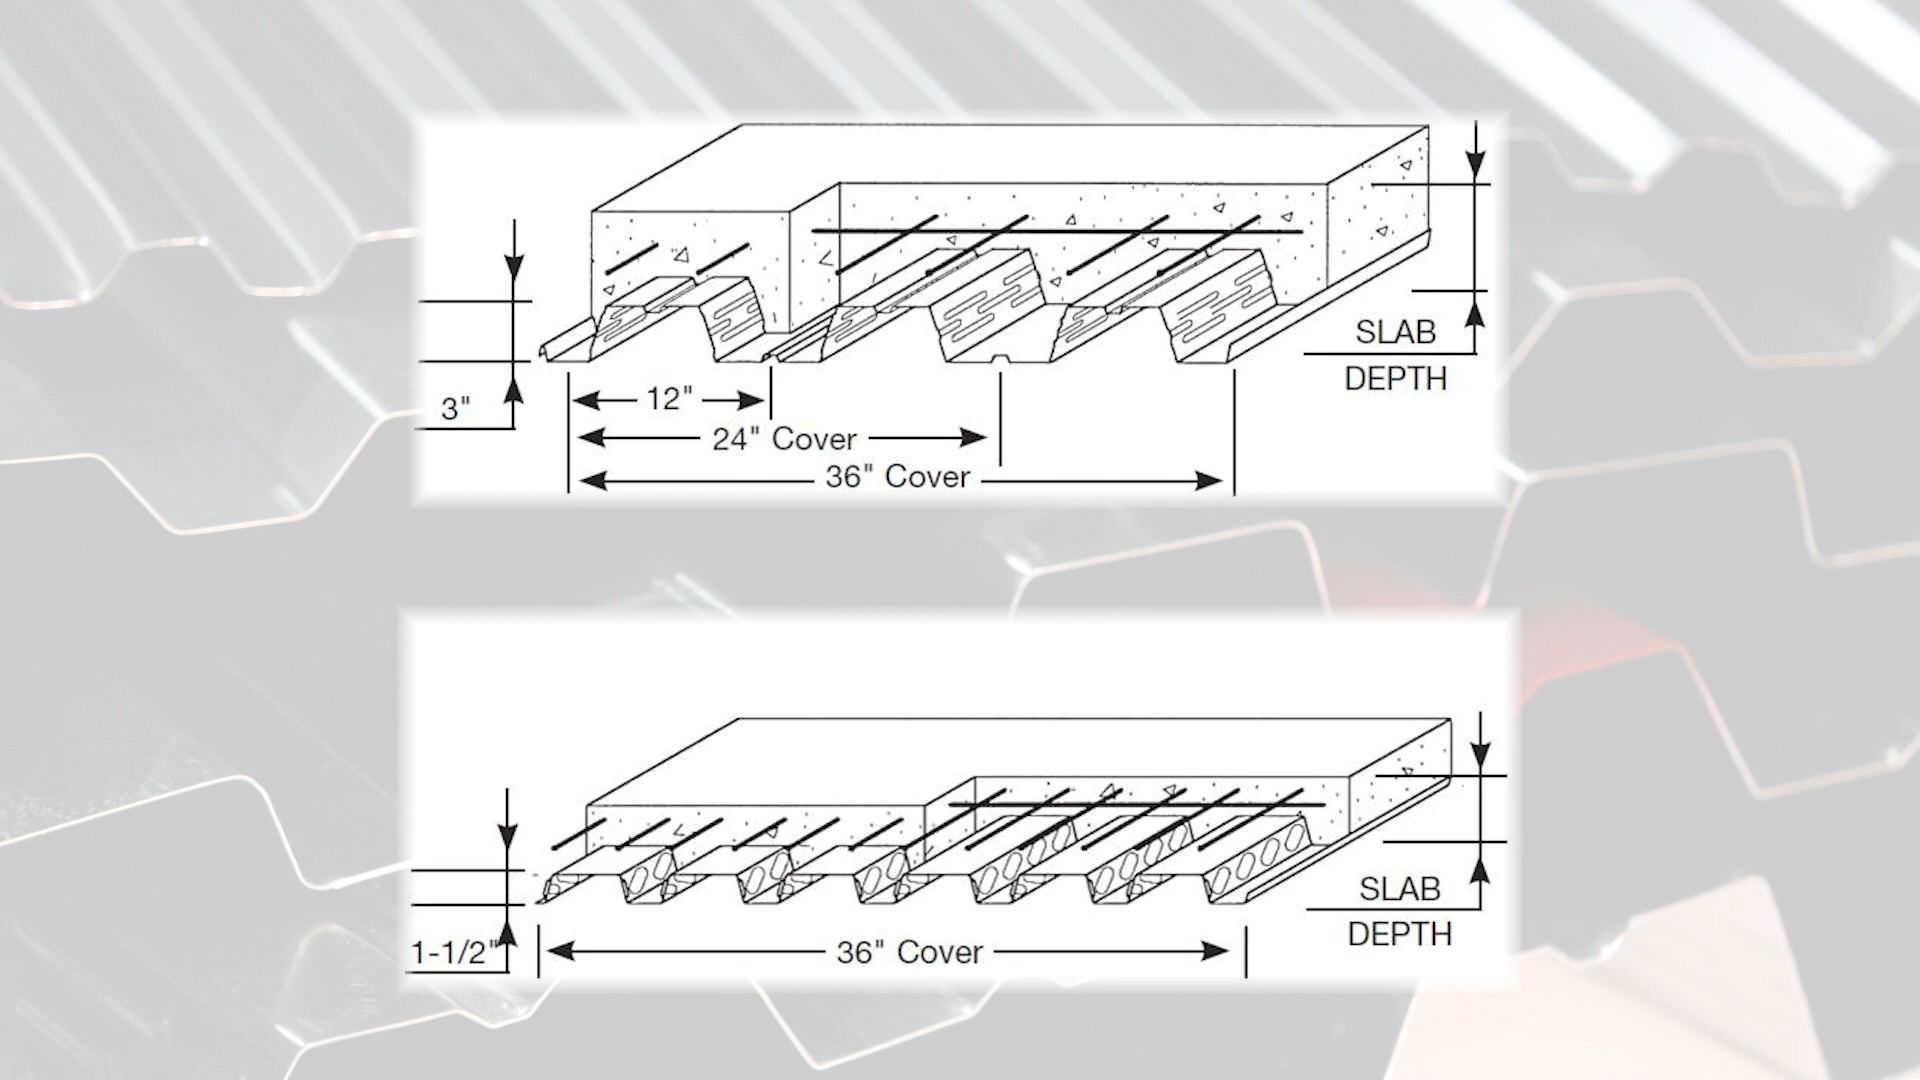 3"
12"
24" Cover
36" Cover
SLAB
DEPTH
1-1/2"
36" Cover
SLAB
DEPTH